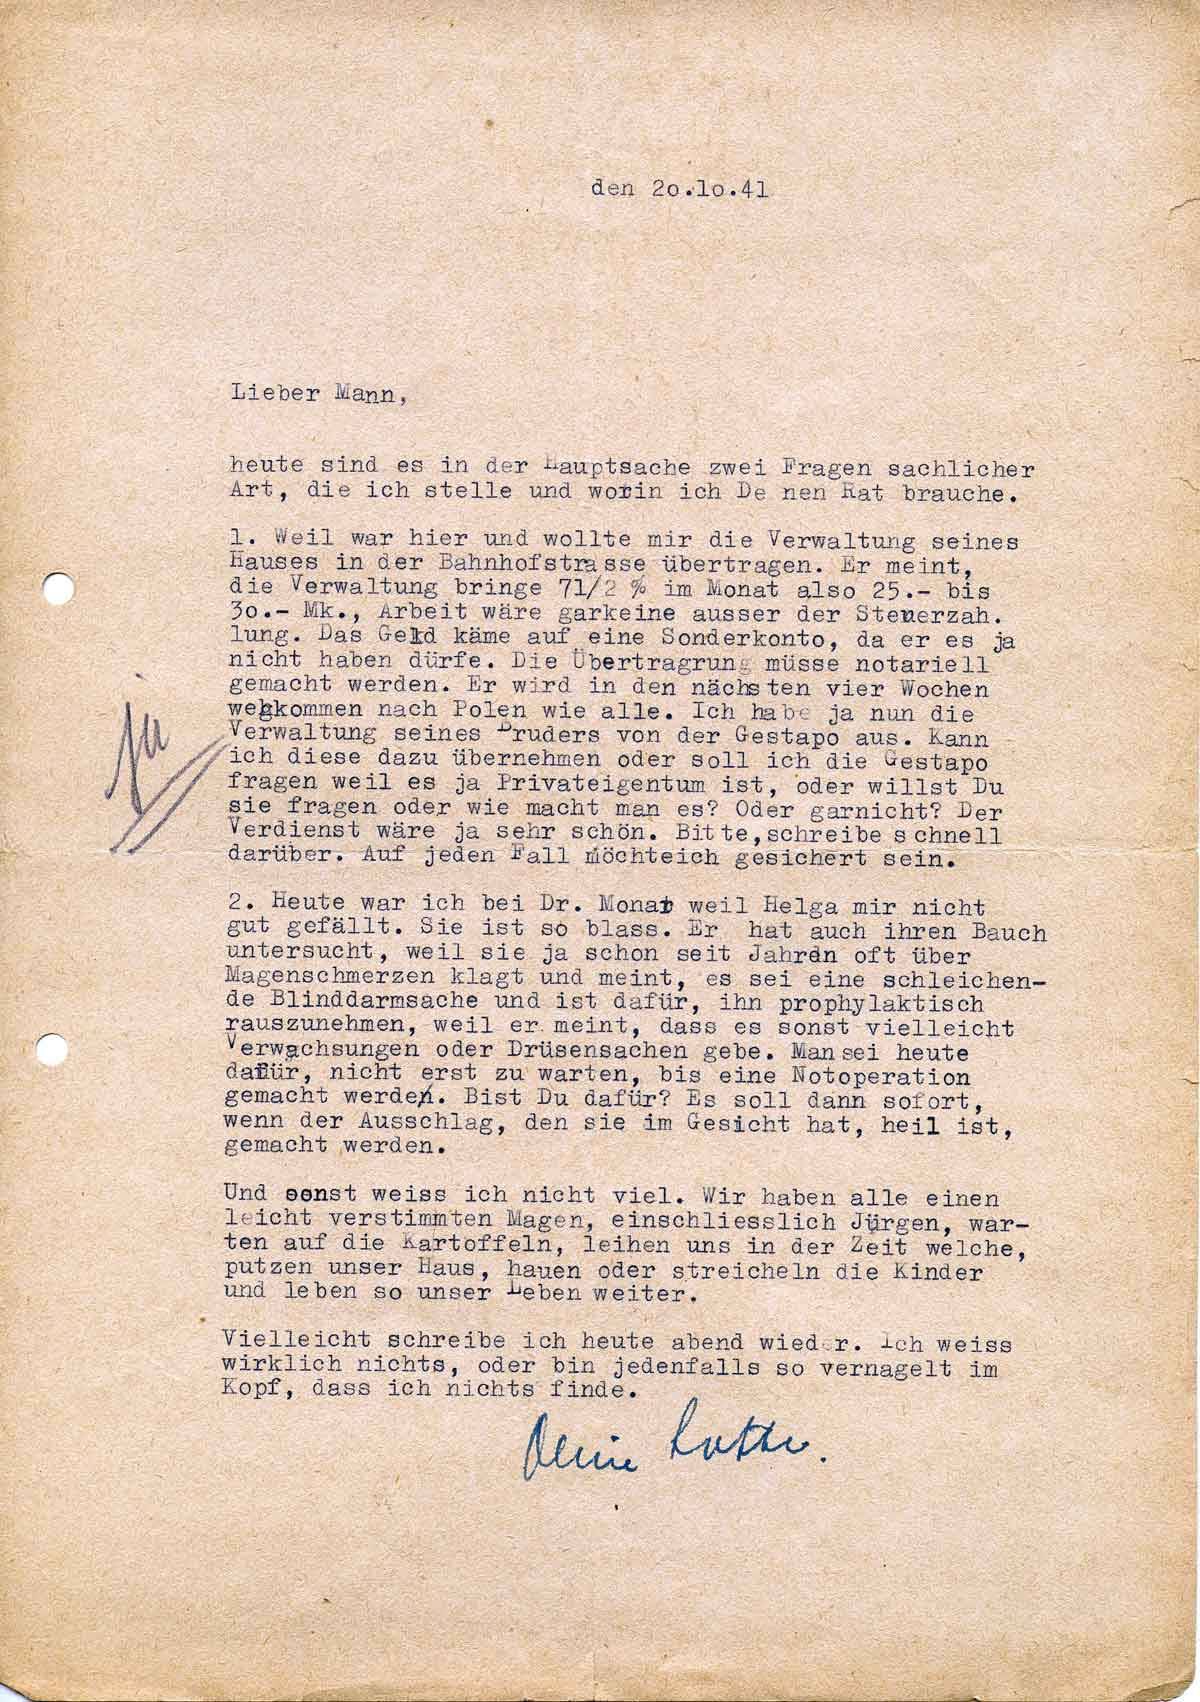 den 2o.1o.41
Lieber Mann,
heute sind es in der Hauptsache zwei Fragen sachlicher
Art, die ich stelle und worin ich De nen Rat brauche.
1. Weil war hier und wollte mir die Verwaltung seines
Hauses in der Bahnhofstrasse übertragen. Er meint,
die Verwaltung bringe 71/2 % im Monat also 25.- bis
3o.- Mk., Arbeit wäre garkeine ausser der Steuerzah.
lung. Das Geld käme auf eine Sonderkonto, da er es ja
nicht haben dürfe. Die Übertragrung müsse notariell
gemacht werden. Er wird in den nächsten vier Wochen
wegkommen nach Polen wie alle. Ich habe ja nun die
Verwaltung seines Bruders von der Gestapo aus. Kann
ja
ich diese dazu übernehmen oder soll ich die Gestapo
fragen weil es ja Privateigentum ist, oder willst Du
sie fragen oder wie macht man es? Oder garnicht? Der
Verdienst wäre ja sehr schön. Bitte,schreibe schnell
darüber. Auf jeden Fall möchteich gesichert sein.
2. Heute war ich bei Dr. Monat weil Helga mir nicht
gut gefällt. Sie ist so blass. Er hat auch ihren Bauch
untersucht, weil sie ja schon seit Jahren oft über
Magenschmerzen klagt und meint, es sei eine schleichen-
de Blinddarmsache und ist dafür, ihn prophylaktisch
rauszunehmen, weil er meint, dass es sonst vielleicht
Verwachsungen oder Drüsensachen gebe. Man sei heute
dafür, nicht erst zu warten, bis eine Notoperation
gemacht werden. Bist Du dafür? Es soll dann sofort,
wenn der Ausschlag, den sie im Gesicht hat, heil ist,
gemacht werden.
Und sonst weiss ich nicht viel. Wir haben alle einen
leicht verstimmten Magen, einschliesslich Jürgen, war-
ten auf die Kartoffeln, leihen uns in der Zeit welche,
putzen unser Haus, hauen oder streicheln die Kinder
und leben so unser Leben weiter.
Vielleicht schreibe ich heute abend wieder. Ich weiss
wirklich nichts, oder bin jedenfalls so vernagelt im
Kopf, dass ich nichts finde.
Deine Lotte.